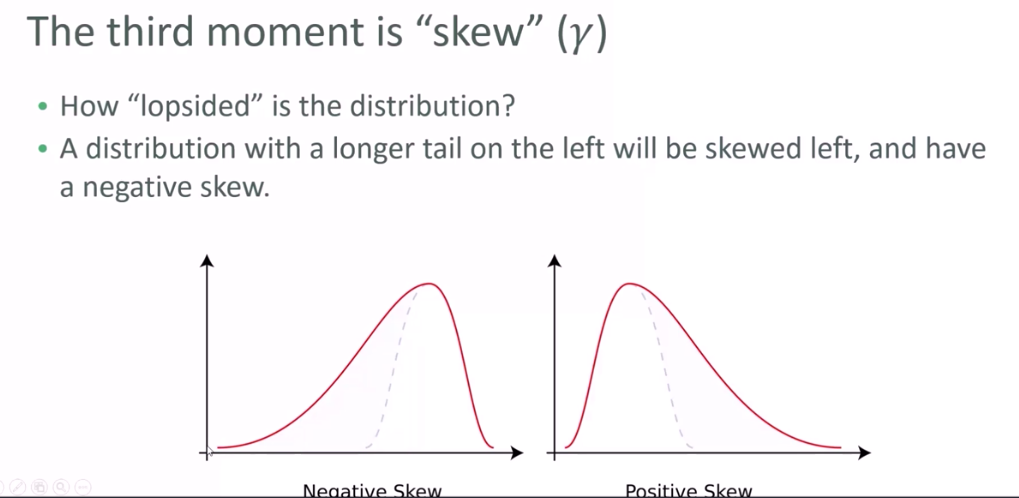 The third moment is “skew” (γ)
• How “lopsided” is the distribution?
• A distribution with a longer tail on the left will be skewed left, and have
a negative skew.
Negative Skew
Positive Skew